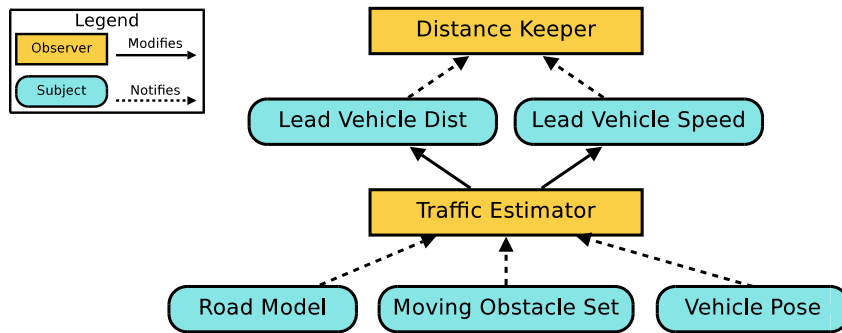 Legend
Observer
Modifies
Subject
Notifies
Distance Keeper
Lead Vehicle Dist
Lead Vehicle Speed
Traffic Estimator
Road Model
Moving Obstacle Set
Vehicle Pose